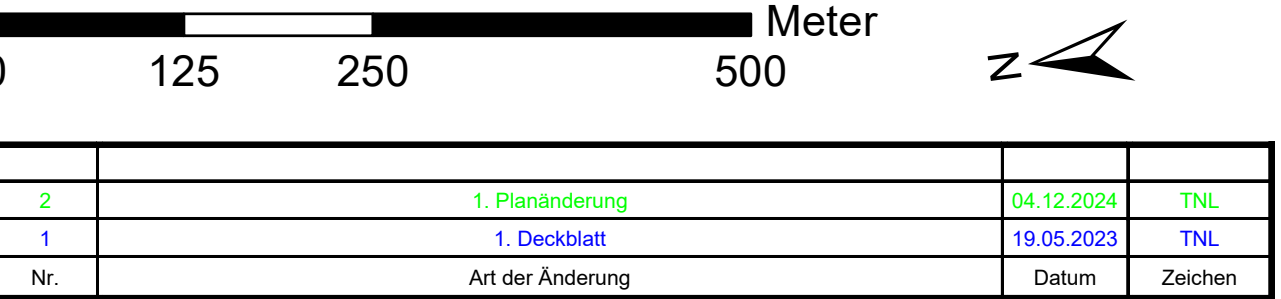 Meter
0 125 250 500 N
2 1. Planänderung 04.12.2024 TNL
1 1. Deckblatt 19.05.2023 TNL
Nr. Art der Änderung Datum Zeichen